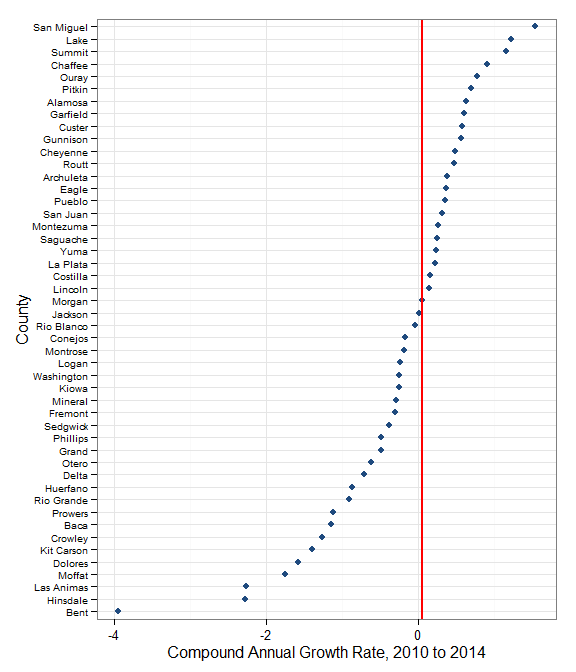 San Miguel
Lake
Summit
Chaffee
Ouray
Pitkin
Alamosa
Garfield
Custer
Gunnison
Cheyenne
Routt
Archuleta
Eagle
Pueblo
San Juan
Montezuma
Saguache
Yuma
La Plata
Costilla
Lincoln
Morgan
Jackson
Rio Blanco
Conejos
Montrose
Logan
Washington
Kiowa
Mineral
Fremont
Sedgwick
Phillips
Grand
Otero
Delta
Huerfano
Rio Grande
Prowers
Baca
Crowley
Kit Carson
Dolores
Moffat
Las Animas
Hinsdale
Bent
County
-4 -2 0
Compound Annual Growth Rate, 2010 to 2014